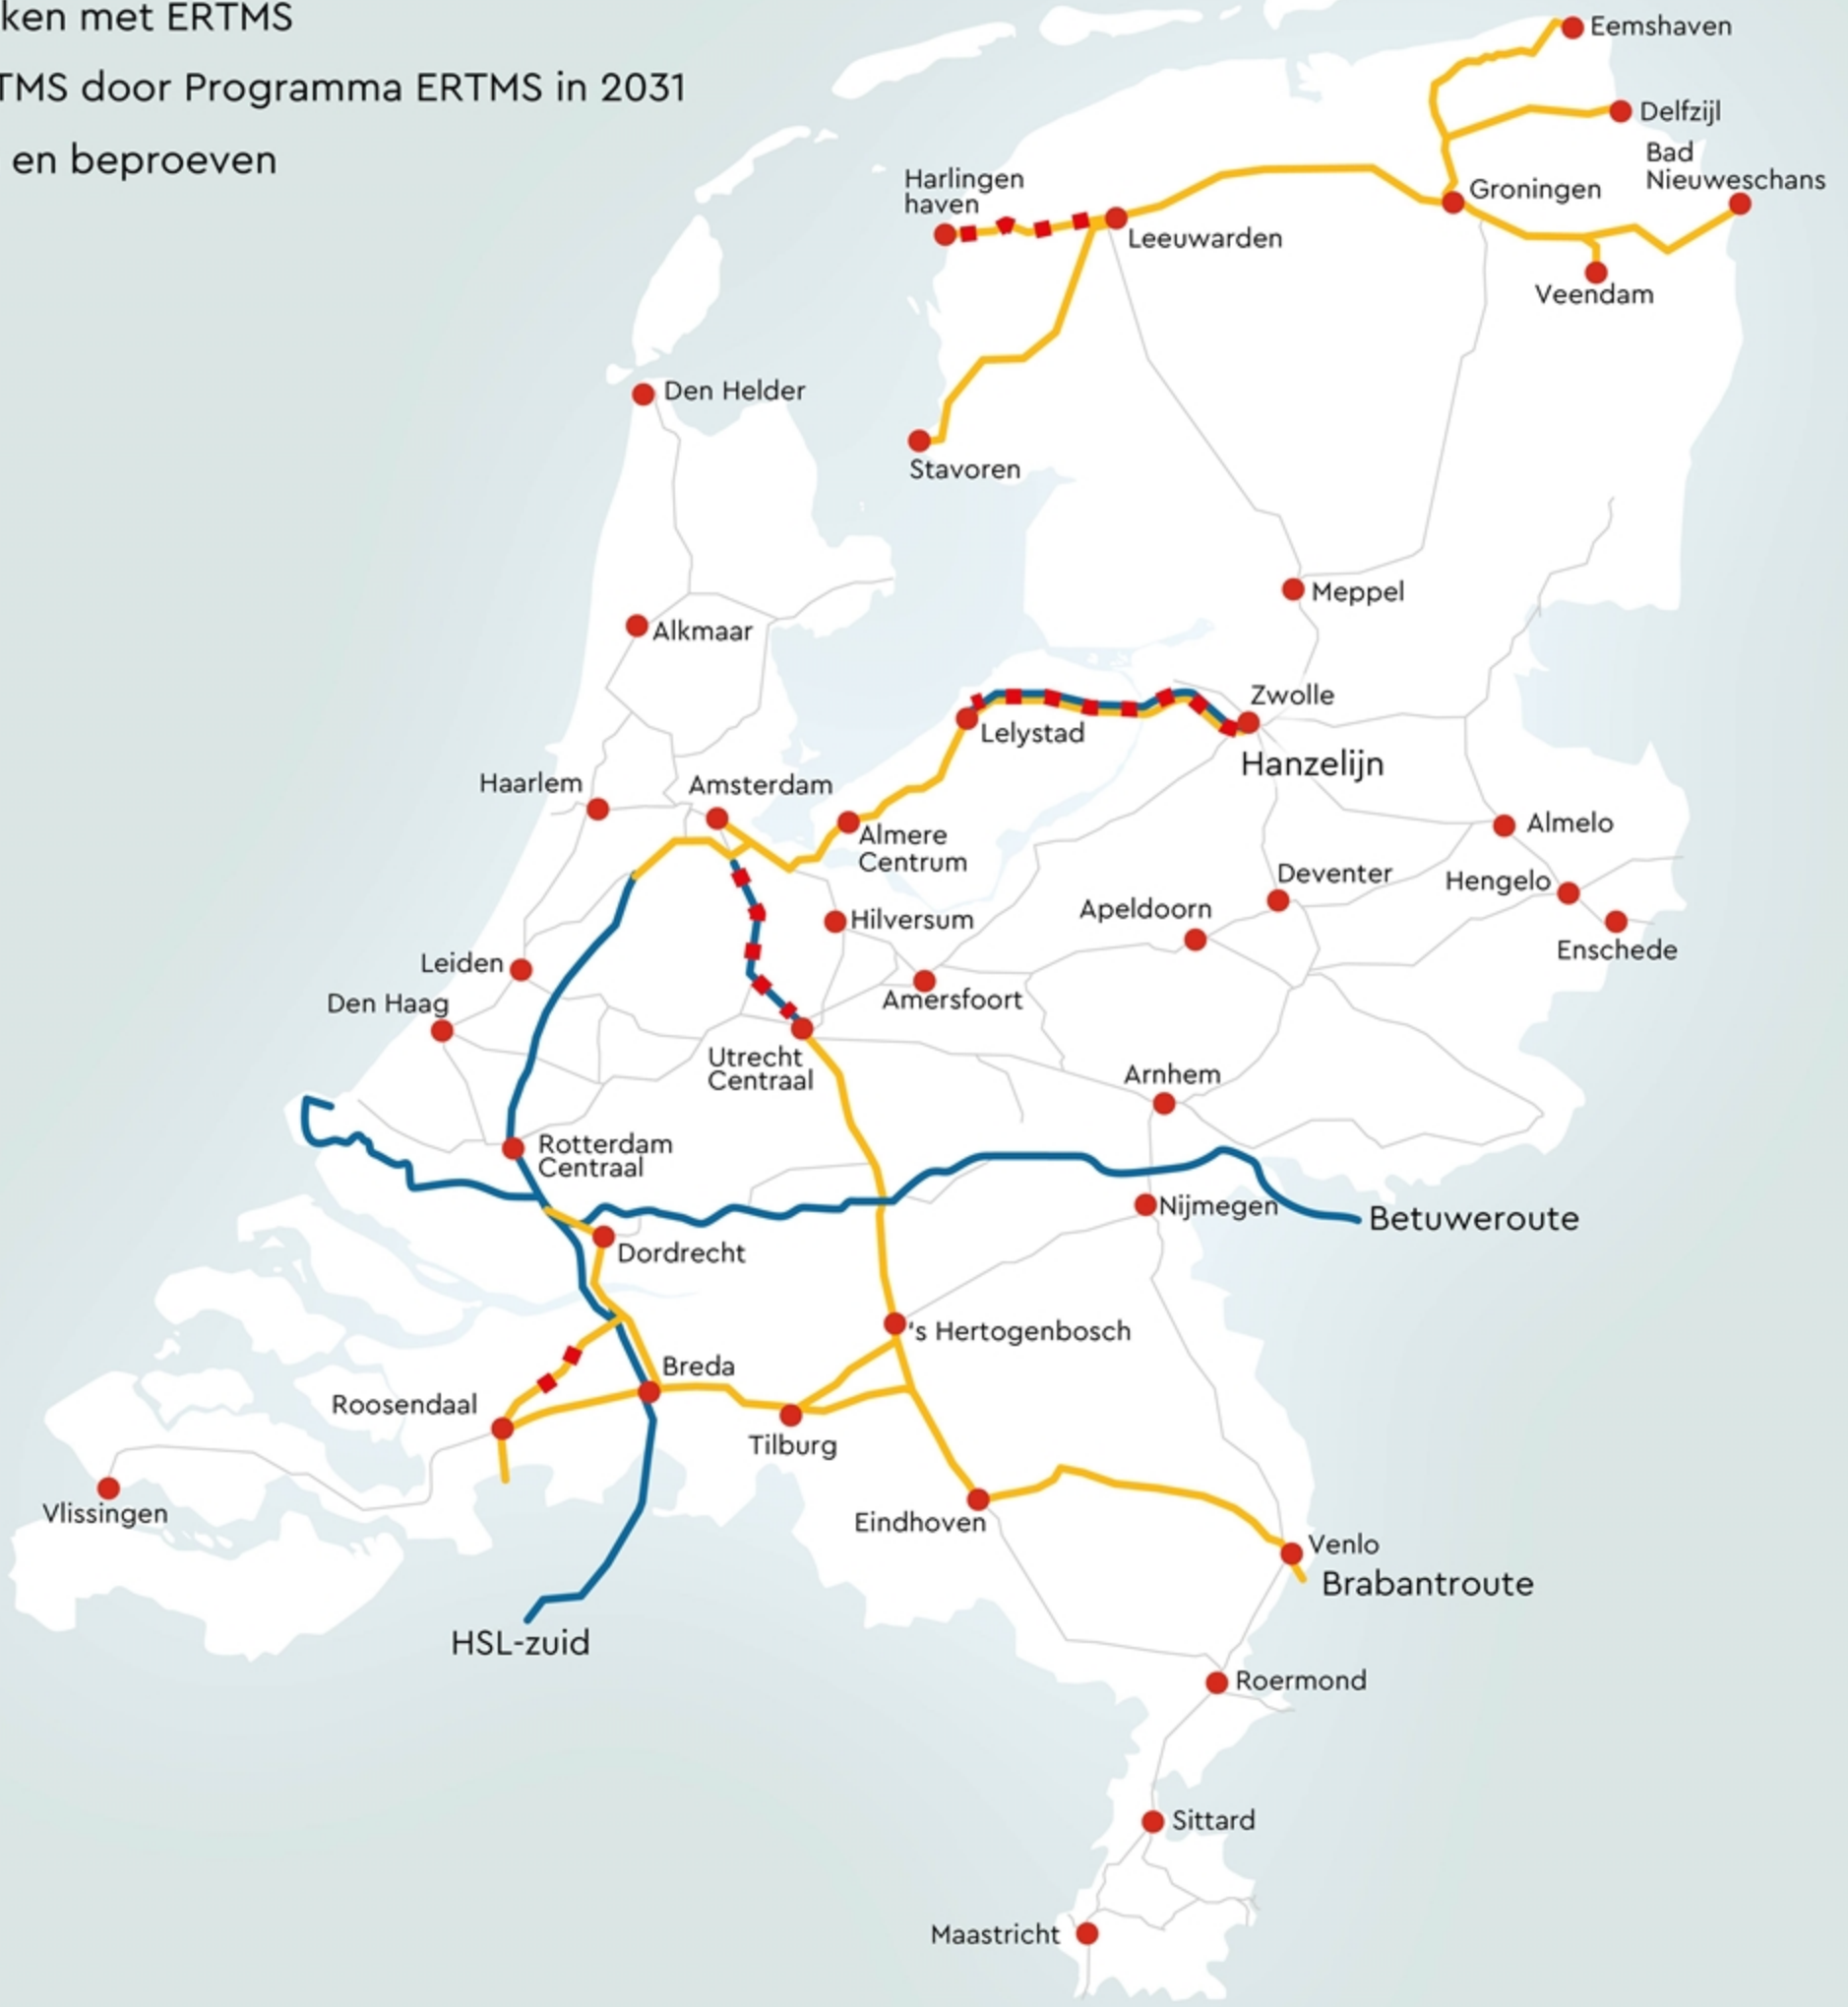 ken met ERTMS
TMS door Programma ERTMS in 2031
en beproeven
Eemshaven
Delfzijl
Bad
Nieuweschans
Harlingen
haven
Groningen
Leeuwarden
Veendam
Den Helder
Stavoren
Meppel
Alkmaar
Zwolle
Lelystad
Hanzelijn
Haarlem
Amsterdam
Almere
Centrum
Almelo
Deventer
Hengelo
Apeldoorn
Hilversum
Enschede
Leiden
Amersfoort
Den Haag
Utrecht
Centraal
Arnhem
Rotterdam
Centraal
Nijmegen
Betuweroute
Dordrecht
's Hertogenbosch
Breda
Roosendaal
Tilburg
Vlissingen
Eindhoven
Venlo
Brabantroute
HSL-zuid
Roermond
Sittard
Maastricht